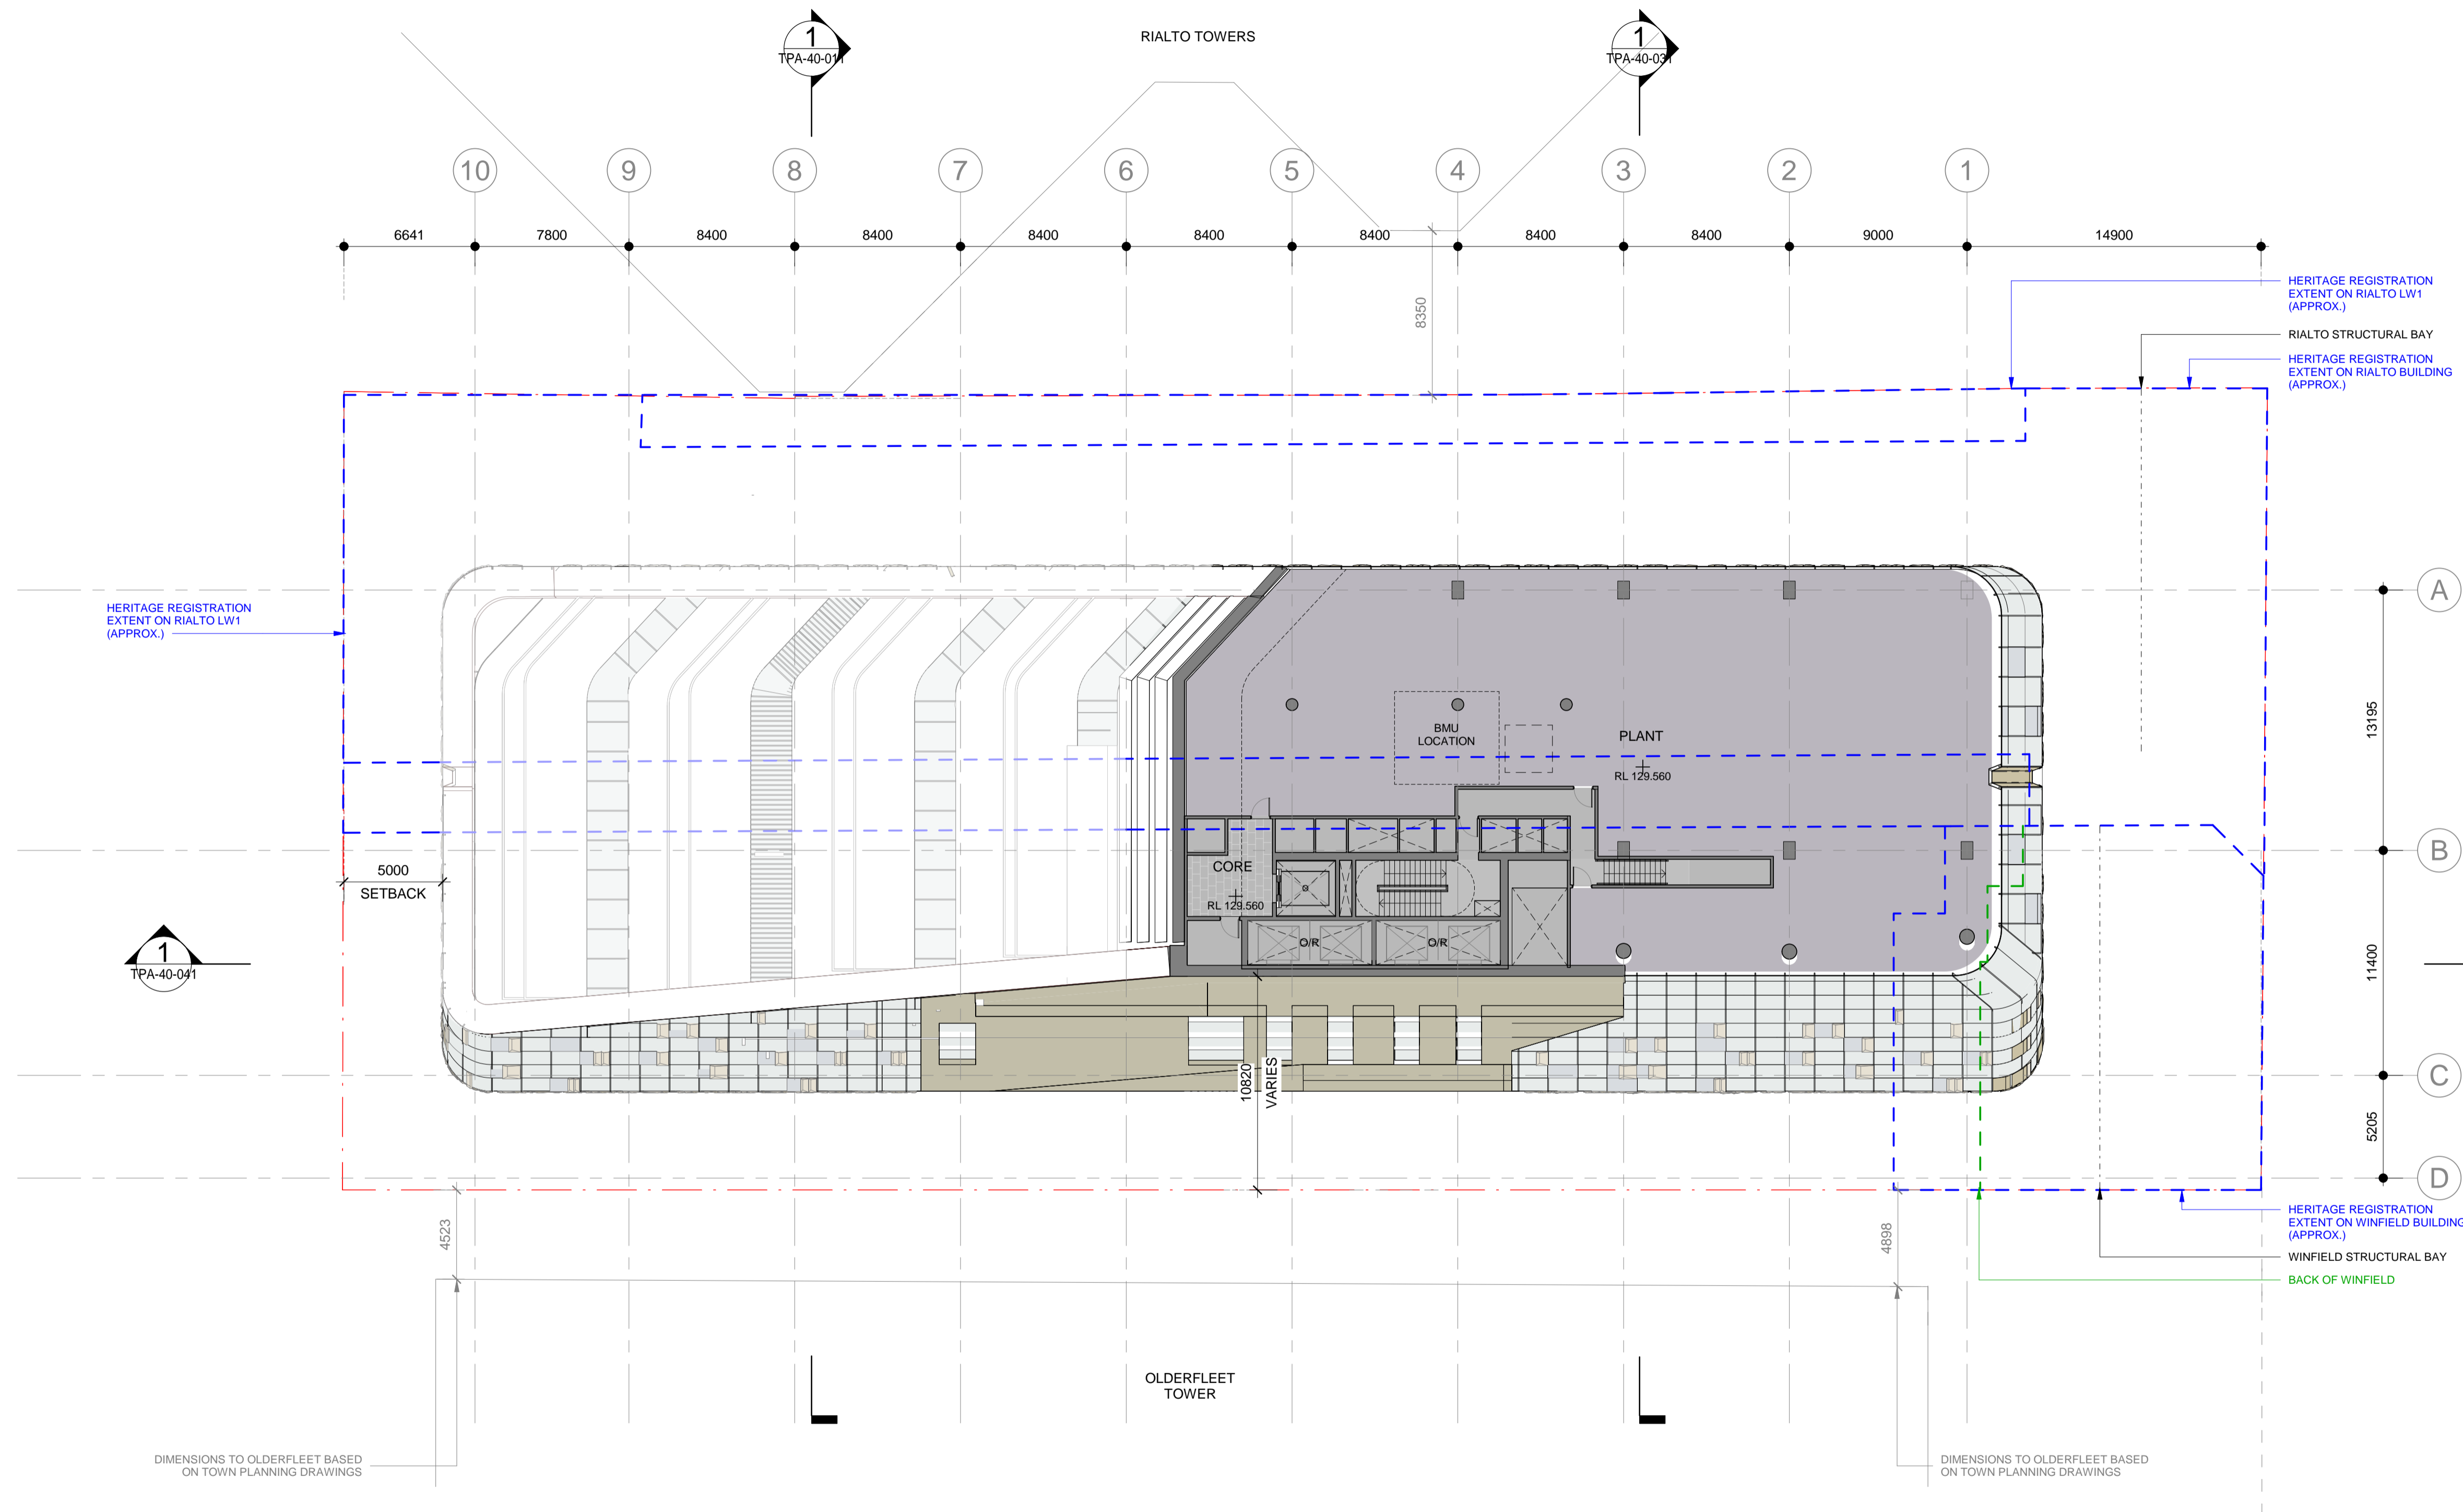 1
TPA-40-011
RIALTO TOWERS
1
TPA-40-031
10
9
8
7
6
5
4
3
2
1
6641
7800
8400
8400
8400
8400
8400
8400
8400
9000
14900
8350
HERITAGE REGISTRATION
EXTENT ON RIALTO LW1
(APPROX.)
RIALTO STRUCTURAL BAY
HERITAGE REGISTRATION
EXTENT ON RIALTO BUILDING
(APPROX.)
A
HERITAGE REGISTRATION
EXTENT ON RIALTO LW1
(APPROX.)
13195
BMU
LOCATION
PLANT
RL 129.560
B
CORE
RL 129.560
5000
SETBACK
G
O/R
O/R
1
TPA-40-041
11400
10820
VARIES
C
5205
D
4523
4898
HERITAGE REGISTRATION
EXTENT ON WINFIELD BUILDING
(APPROX.)
WINFIELD STRUCTURAL BAY
BACK OF WINFIELD
OLDERFLEET
TOWER
DIMENSIONS TO OLDERFLEET BASED
ON TOWN PLANNING DRAWINGS
DIMENSIONS TO OLDERFLEET BASED
ON TOWN PLANNING DRAWINGS